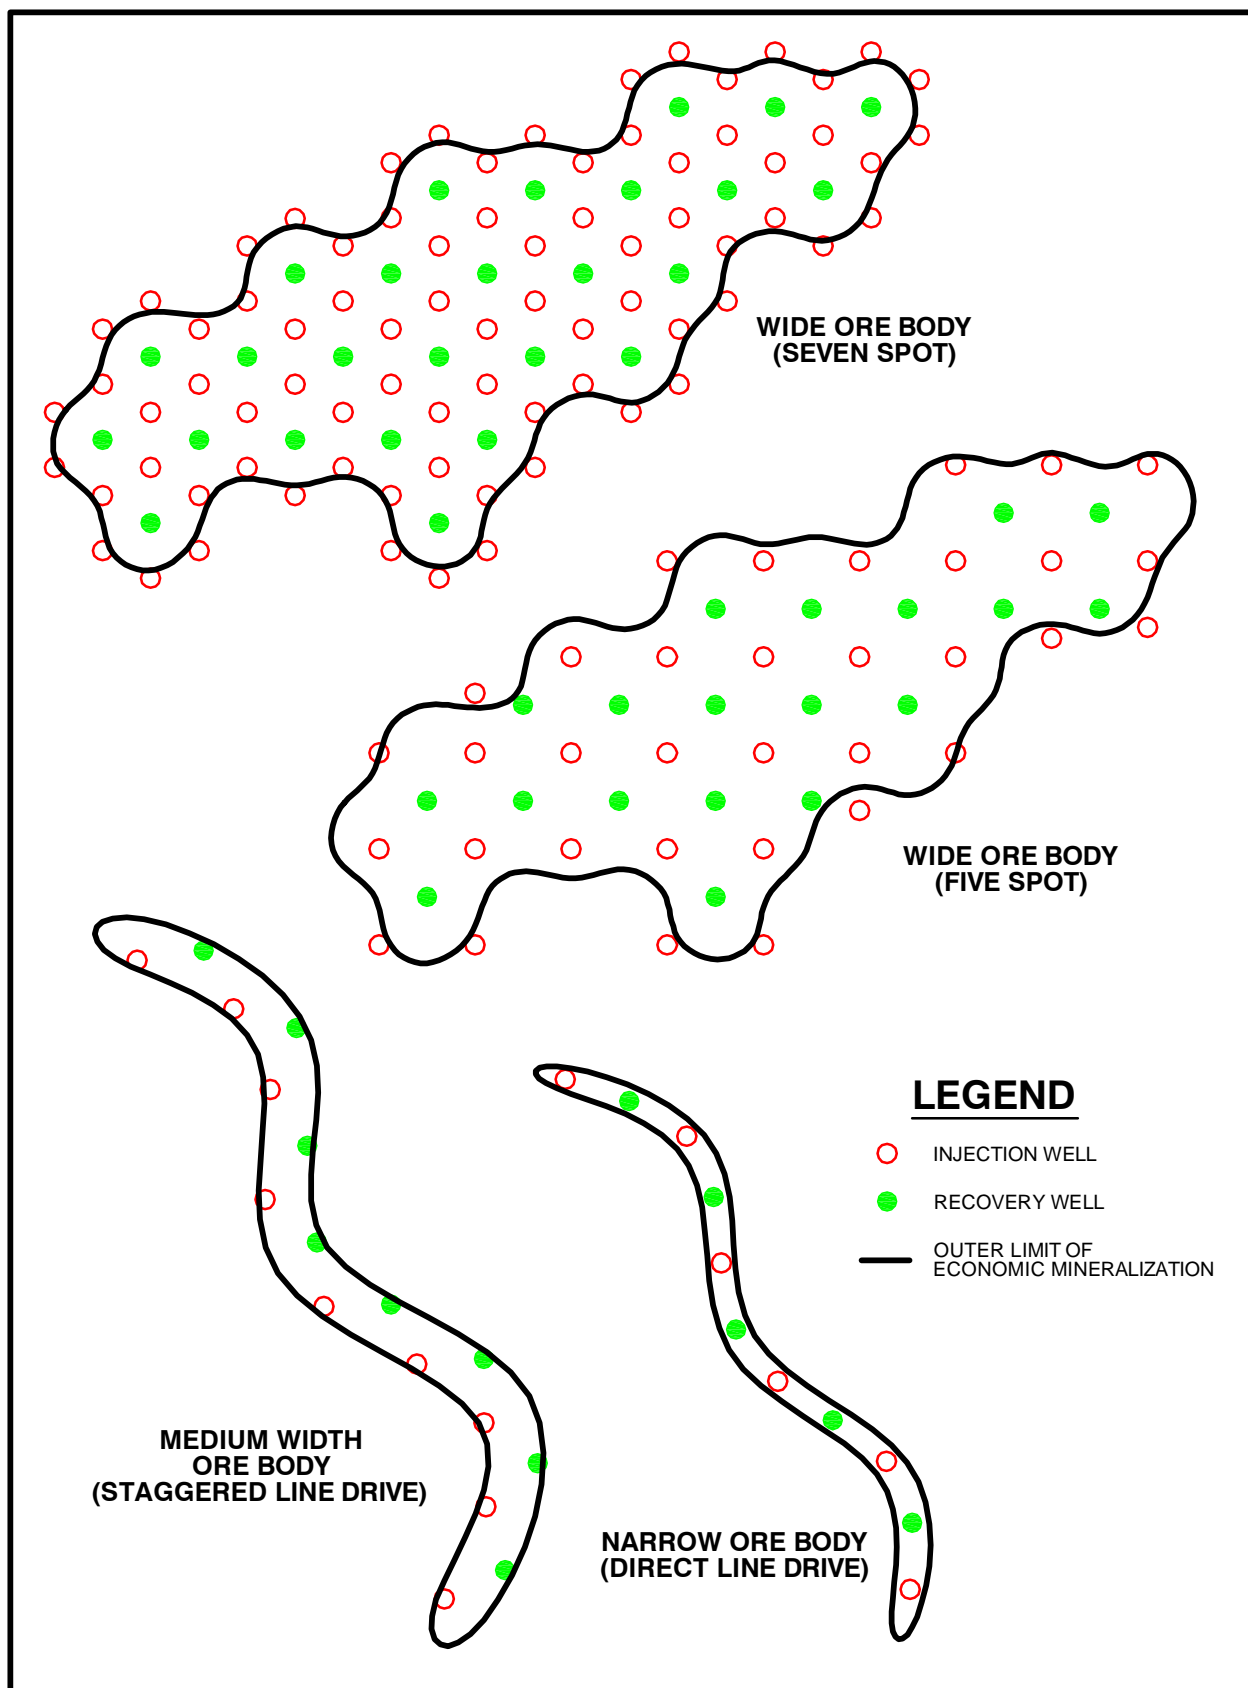 WIDE ORE BODY
(SEVEN SPOT)
WIDE ORE BODY
(FIVE SPOT)
LEGEND
INJECTION WELL
RECOVERY WELL
OUTER LIMIT OF
ECONOMIC MINERALIZATION
MEDIUM WIDTH
ORE BODY
(STAGGERED LINE DRIVE)
NARROW ORE BODY
(DIRECT LINE DRIVE)